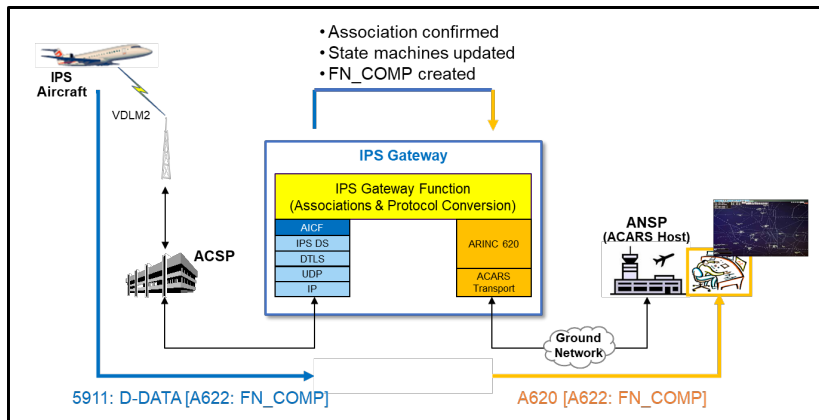 • Association confirmed
• State machines updated
• FN_COMP created
IPS
Aircraft
VDLM2
IPS Gateway
IPS Gateway Function
(Associations & Protocol Conversion)
AICF
IPS DS
DTLS
UDP
IP
ARINC 620
ACARS
Transport
ACSP
ANSP
(ACARS Host)
Ground
Network
5911: D-DATA [A622: FN_COMP]
A620 [A622: FN_COMP]